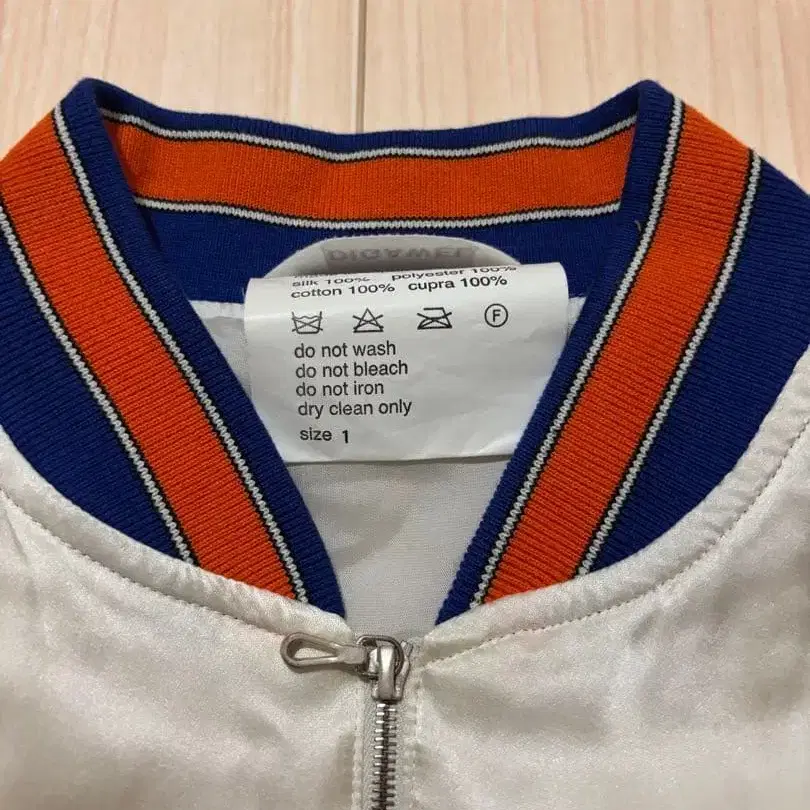 DIGAWEL
silk 100% polyester 100%
cotton 100% cupra 100%
F
do not wash
do not bleach
do not iron
dry clean only
size 1